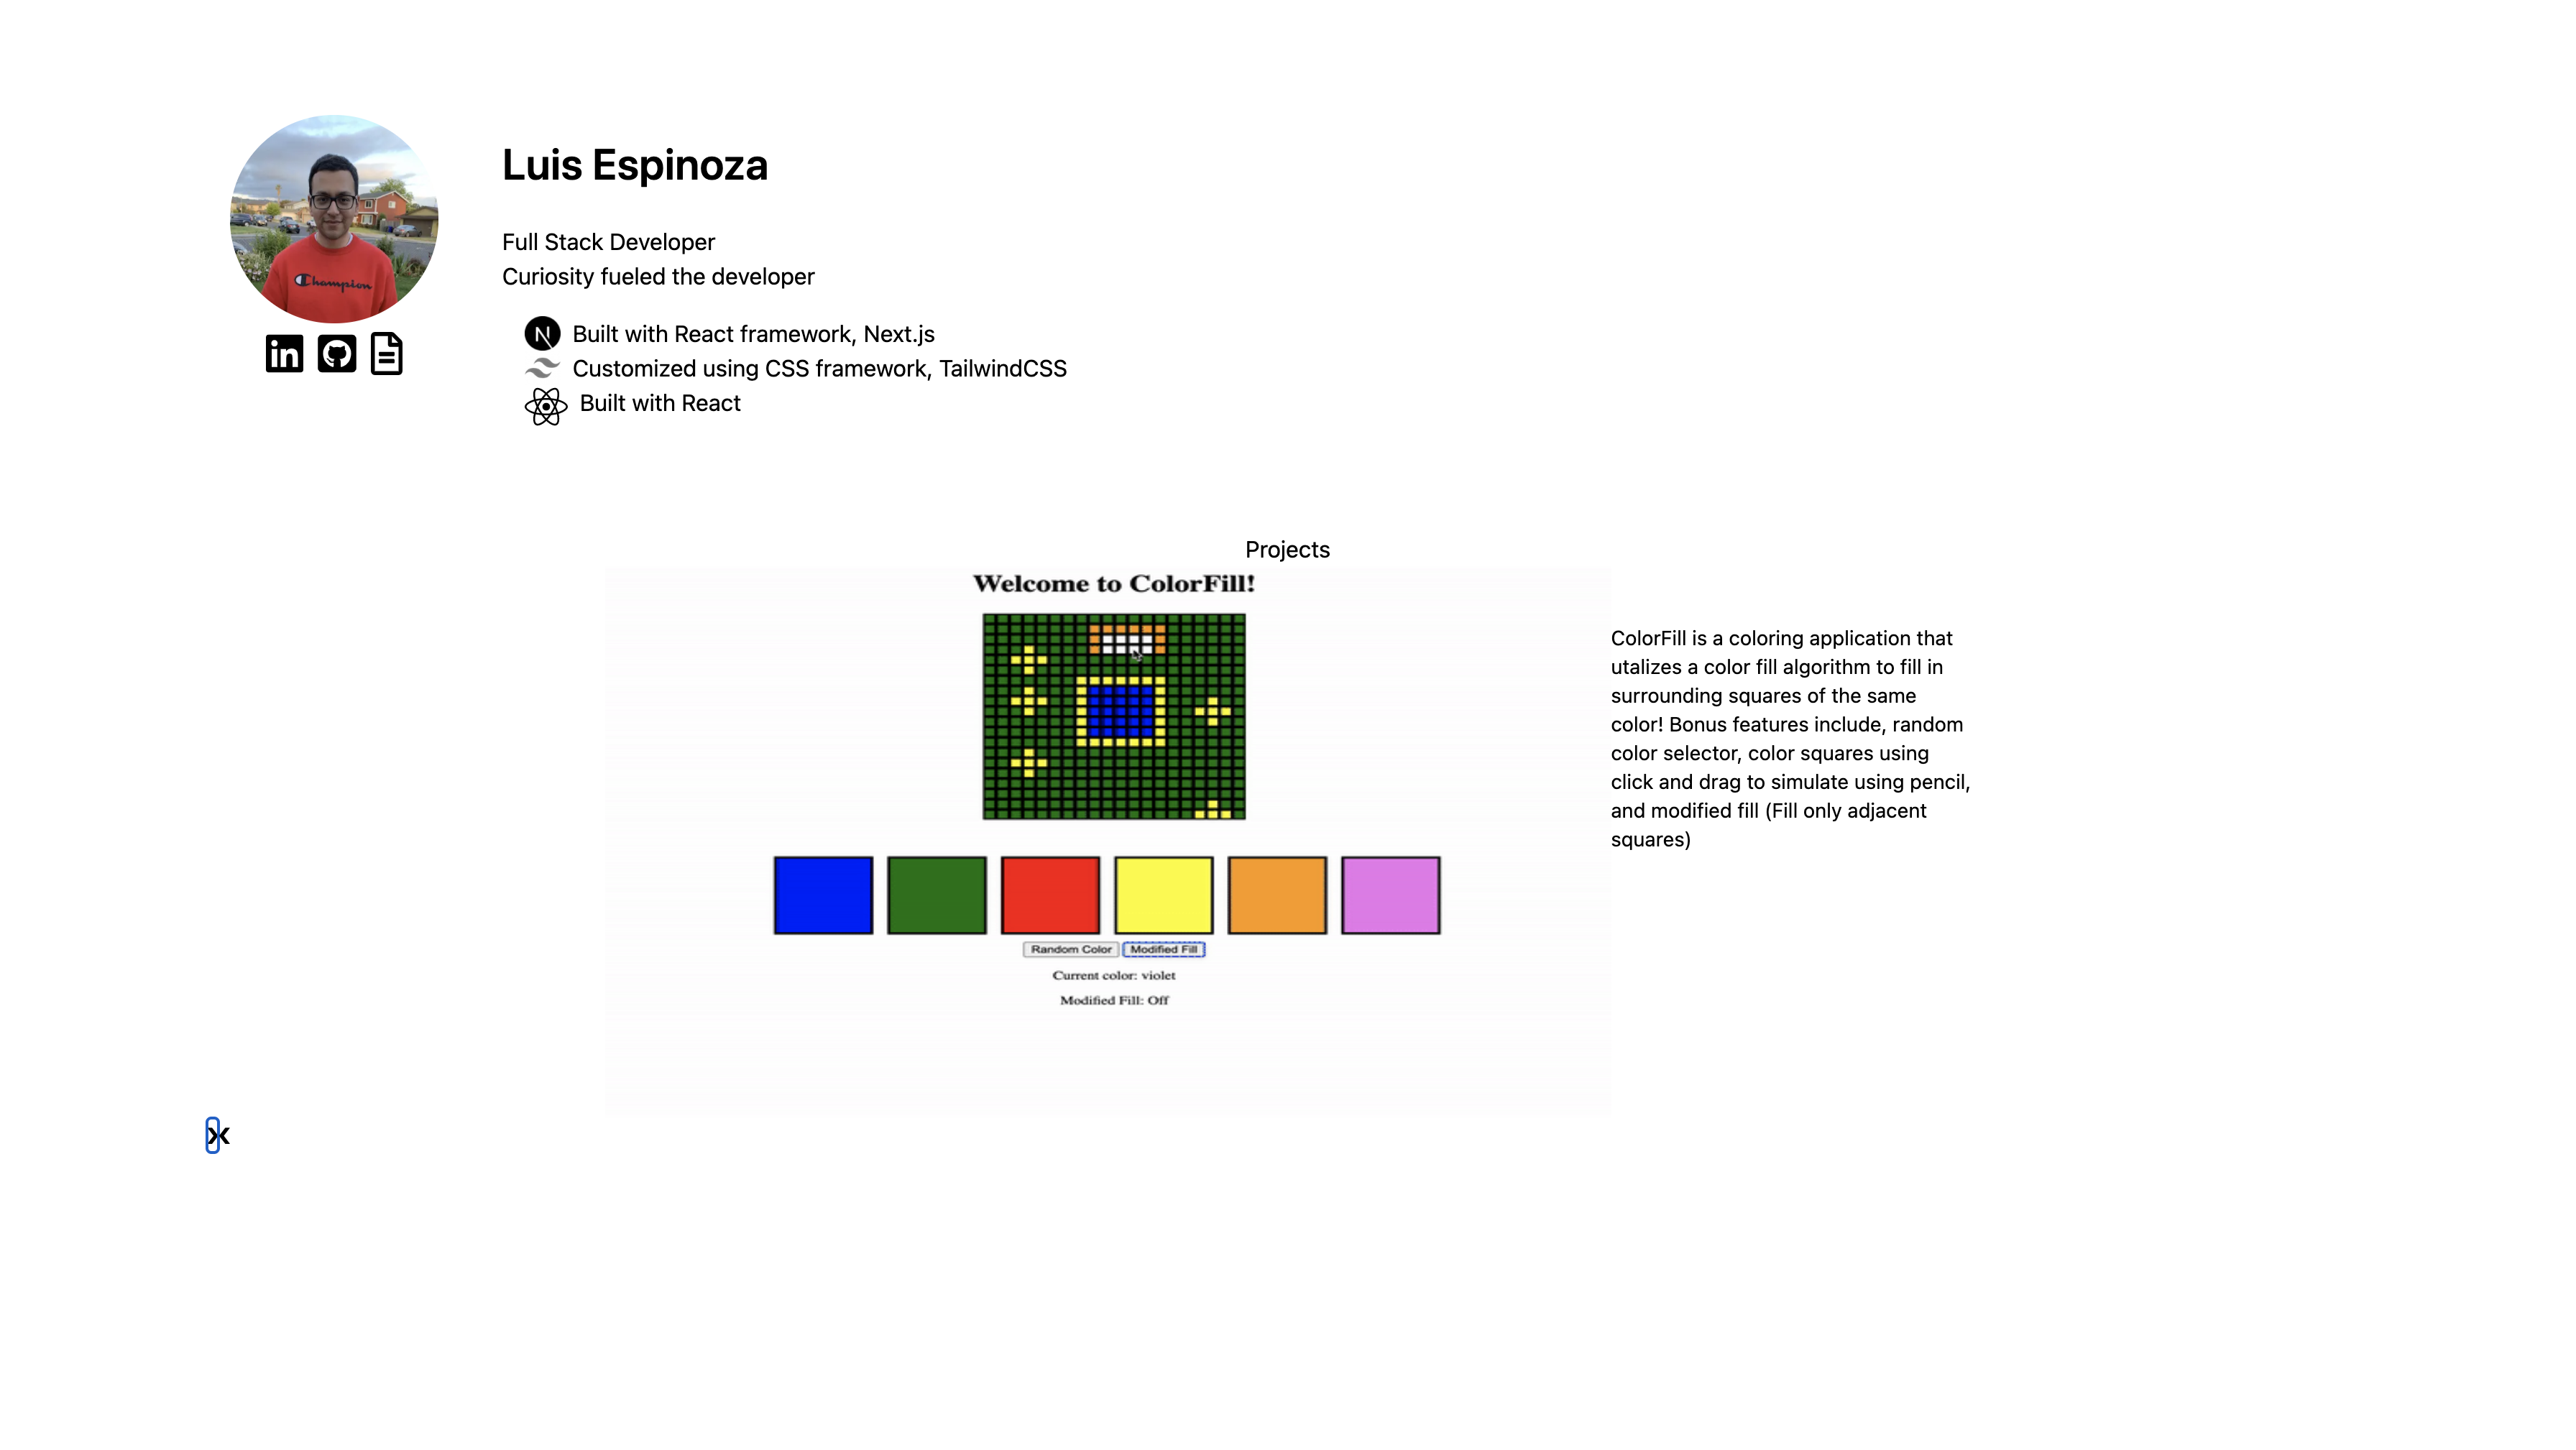 Luis Espinoza
Full Stack Developer
Curiosity fueled the developer
Champion
in
N
Built with React framework, Next.js
Customized using CSS framework, TailwindCSS
Built with React
Projects
Welcome to ColorFill!
ColorFill is a coloring application that
utalizes a color fill algorithm to fill in
surrounding squares of the same
color! Bonus features include, random
color selector, color squares using
click and drag to simulate using pencil,
and modified fill (Fill only adjacent
squares)
Random Color Modified Fill
Current color: violet
Modified Fill: Off